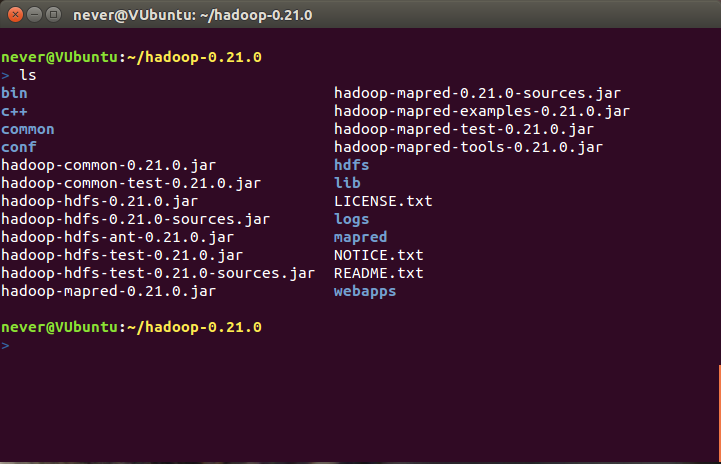 never@VUbuntu: ~/hadoop-0.21.0
never@VUbuntu:~/hadoop-0.21.0
> ls
bin hadoop-mapred-0.21.0-sources.jar
c++ hadoop-mapred-examples-0.21.0.jar
common hadoop-mapred-test-0.21.0.jar
conf hadoop-mapred-tools-0.21.0.jar
hadoop-common-0.21.0.jar hdfs
hadoop-common-test-0.21.0.jar lib
hadoop-hdfs-0.21.0.jar LICENSE.txt
hadoop-hdfs-0.21.0-sources.jar logs
hadoop-hdfs-ant-0.21.0.jar mapred
hadoop-hdfs-test-0.21.0.jar NOTICE.txt
hadoop-hdfs-test-0.21.0-sources.jar README.txt
hadoop-mapred-0.21.0.jar webapps
never@VUbuntu:~/hadoop-0.21.0
>